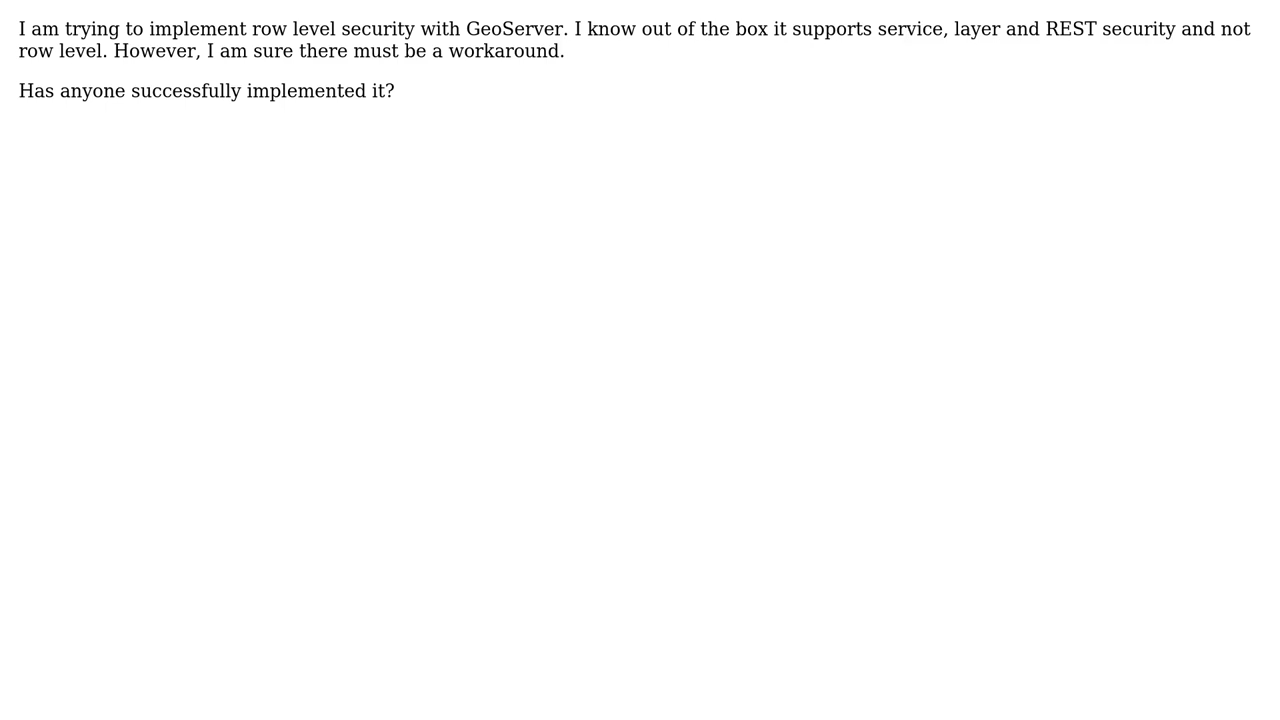 I am trying to implement row level security with GeoServer. I know out of the box it supports service, layer and REST security and not
row level. However, I am sure there must be a workaround.
Has anyone successfully implemented it?